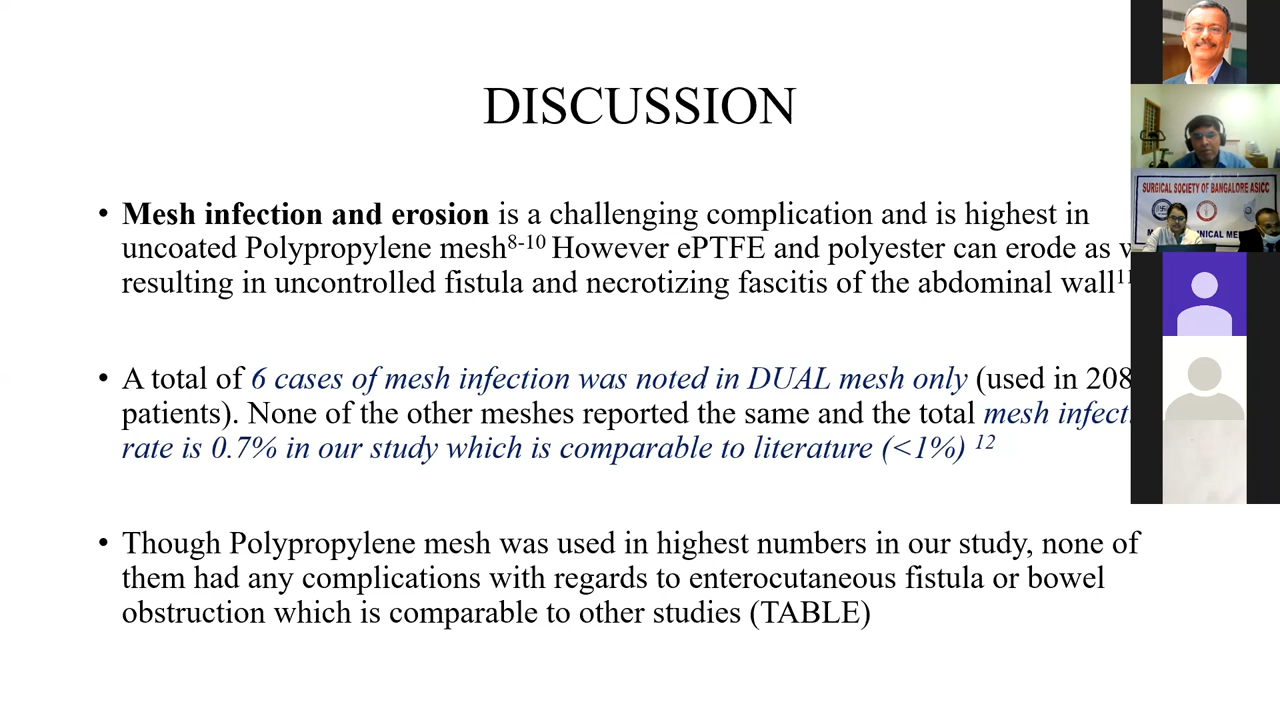 DISCUSSION
• Mesh infection and erosion is a challenging complication and is highest in
uncoated Polypropylene mesh8-10 However ePTFE and polyester can erode as
resulting in uncontrolled fistula and necrotizing fascitis of the abdominal wall
• A total of 6 cases of mesh infection was noted in DUAL mesh only (used in 208
patients). None of the other meshes reported the same and the total mesh
rate is 0.7% in our study which is comparable to literature (<1%) 12
• Though Polypropylene mesh was used in highest numbers in our study, none of
them had any complications with regards to enterocutaneous fistula or bowel
obstruction which is comparable to other studies (TABLE)
SURGICAL SOCIETY OF BANGALORE ASICC